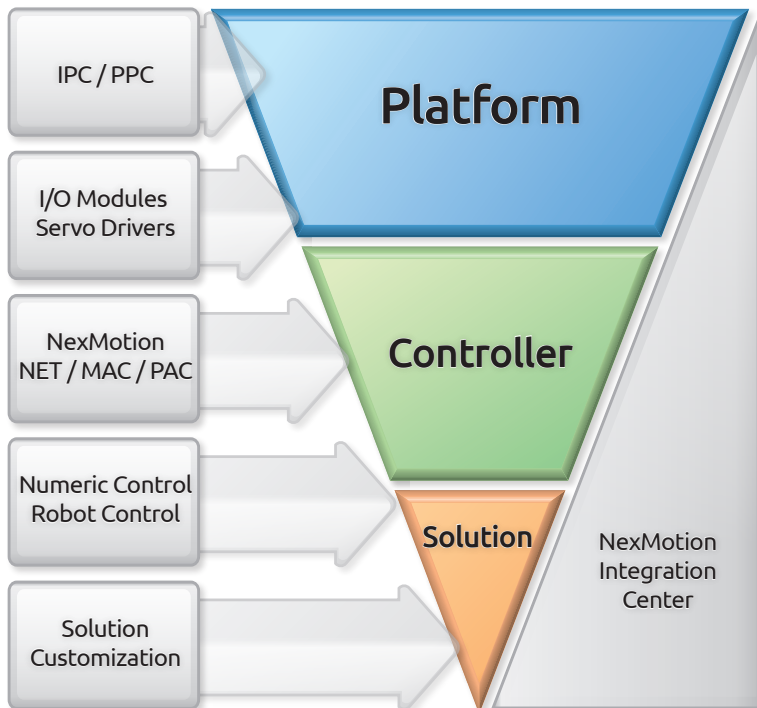 IPC / PPC
Platform
I/O Modules
Servo Drivers
NexMotion
NET / MAC / PAC
Controller
Numeric Control
Robot Control
Solution
NexMotion
Integration
Center
Solution
Customization